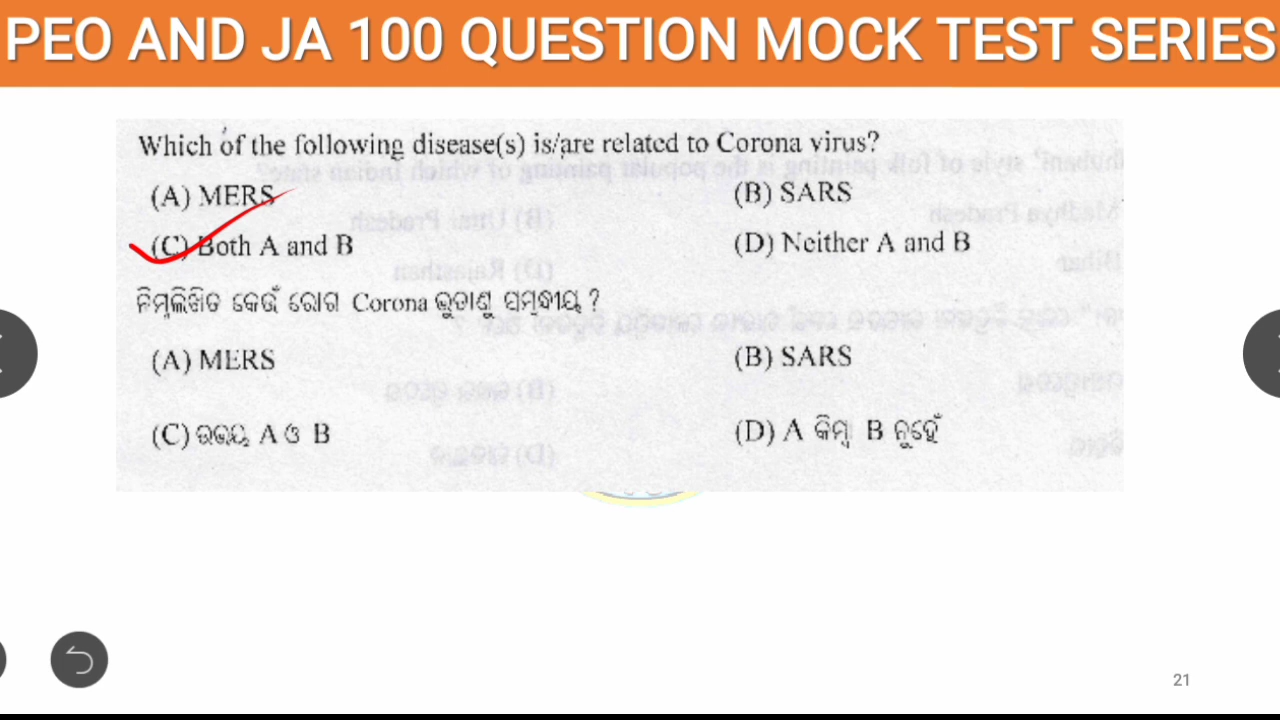 PEO AND JA 100 QUESTION MOCK TEST SERIES
Which of the following disease(s) is/are related to Corona virus?
(A) MERS (B) SARS
(C) Both A and B (D) Neither A and B
ନିମ୍ନଲିଖିତ କେଉଁ ରୋଗ Corona ଭୂତାଣୁ ସମ୍ବନ୍ଧୀୟ ?
(A) MERS (B) SARS
(C) ଉଭୟ A ଓ B (D) A କିମ୍ବା B ନୁହେଁ
21